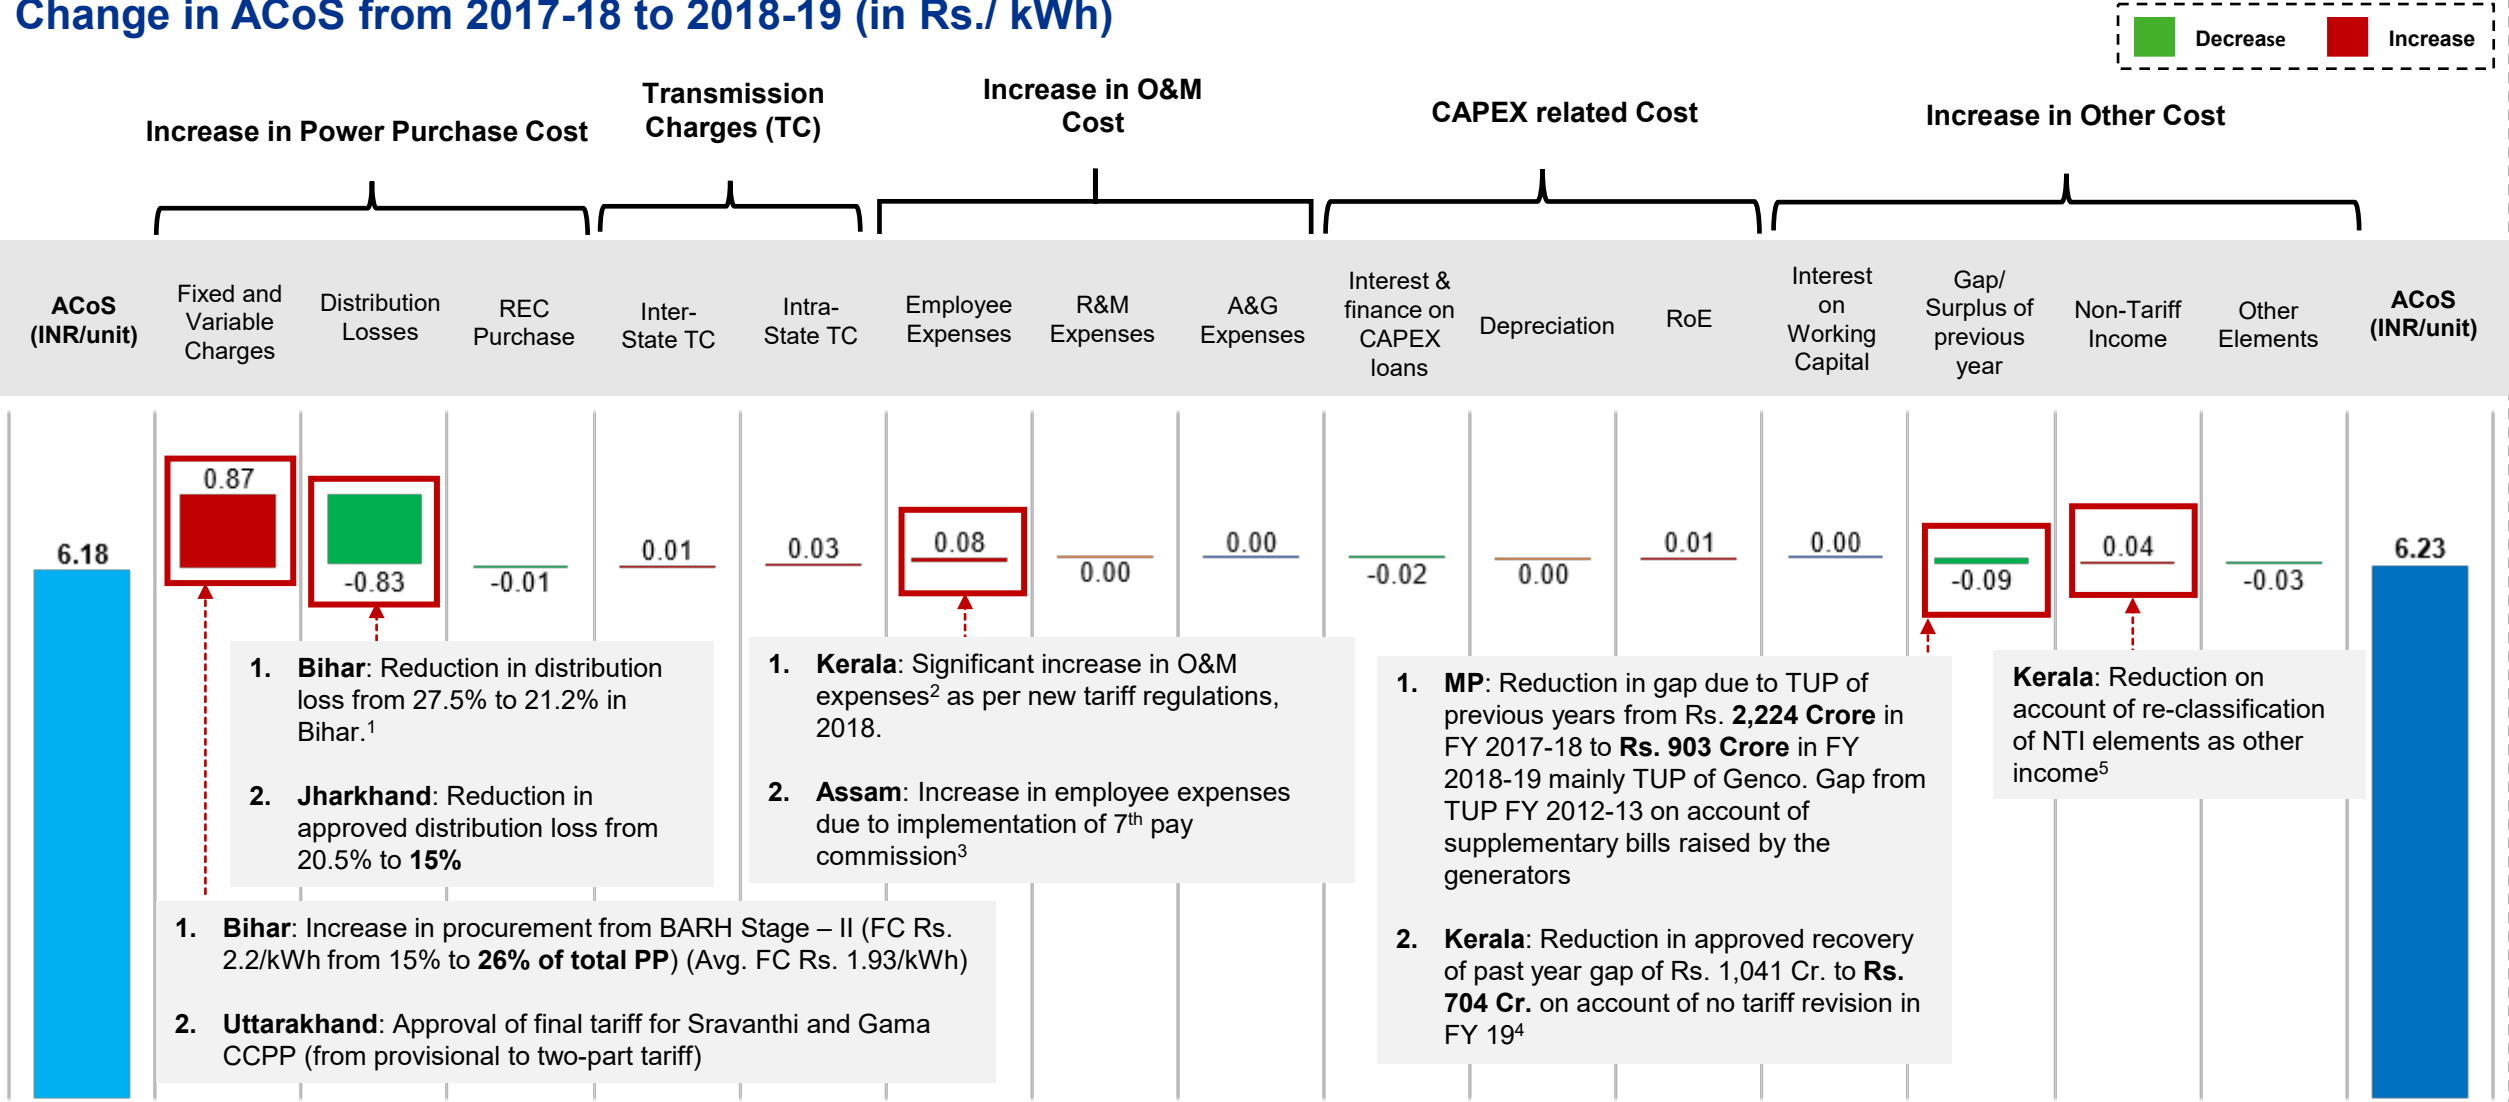 Change in ACoS from 2017-18 to 2018-19 (in Rs./ kWh)
Decrease
Increase
Increase in Power Purchase Cost
Transmission
Charges (TC)
Increase in O&M
Cost
CAPEX related Cost
Increase in Other Cost
ACoS
(INR/unit)
Fixed and
Variable
Charges
Distribution
Losses
REC
Purchase
Inter-
State TC
Intra-
State TC
Employee
Expenses
R&M
Expenses
A&G
Expenses
Interest &
finance on
CAPEX
loans
Depreciation
RoE
Interest
on
Working
Capital
Gap/
Surplus of
previous
year
Non-Tariff
Income
Other
Elements
ACoS
(INR/unit)
6.18
0.87
-0.83
-0.01
0.01
0.03
0.08
0.00
0.00
-0.02
0.00
0.01
0.00
-0.09
0.04
-0.03
6.23
1. Bihar: Reduction in distribution
loss from 27.5% to 21.2% in
Bihar.¹
2. Jharkhand: Reduction in
approved distribution loss from
20.5% to 15%
1. Kerala: Significant increase in O&M
expenses² as per new tariff regulations,
2018.
2. Assam: Increase in employee expenses
due to implementation of 7th pay
commission³
1. MP: Reduction in gap due to TUP of
previous years from Rs. 2,224 Crore in
FY 2017-18 to Rs. 903 Crore in FY
2018-19 mainly TUP of Genco. Gap from
TUP FY 2012-13 on account of
supplementary bills raised by the
generators
2. Kerala: Reduction in approved recovery
of past year gap of Rs. 1,041 Cr. to Rs.
704 Cr. on account of no tariff revision in
FY 19⁴
Kerala: Reduction on
account of re-classification
of NTI elements as other
income⁵
1. Bihar: Increase in procurement from BARH Stage – II (FC Rs.
2.2/kWh from 15% to 26% of total PP) (Avg. FC Rs. 1.93/kWh)
2. Uttarakhand: Approval of final tariff for Sravanthi and Gama
CCPP (from provisional to two-part tariff)